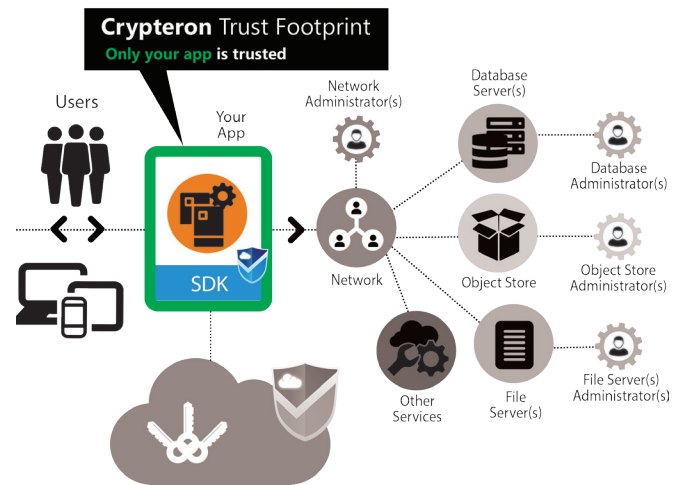 Crypteron Trust Footprint
Only your app is trusted
Users
Your
App
SDK
Network
Administrator(s)
Network
Database
Server(s)
Database
Administrator(s)
Object Store
Object Store
Administrator(s)
Other
Services
File
Server(s)
File Server(s)
Administrator(s)